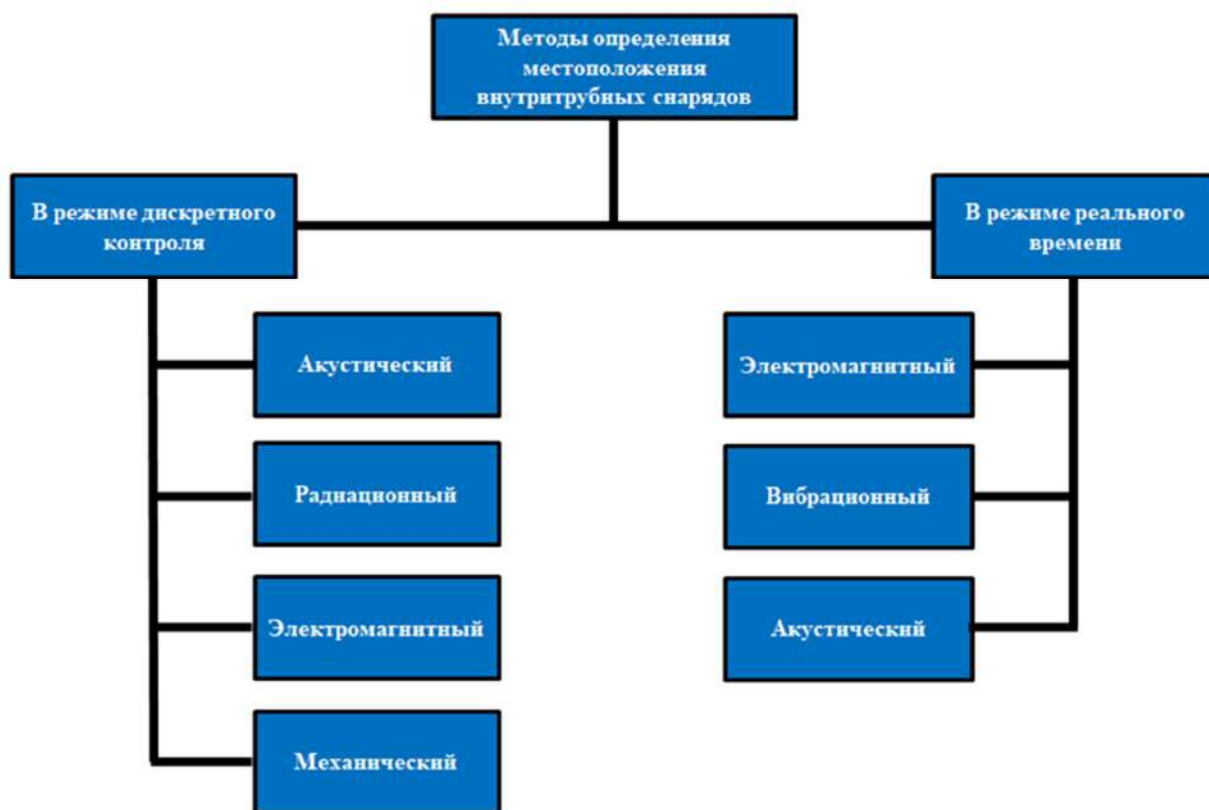 Методы определения
местоположения
внутритрубных снарядов
В режиме дискретного
контроля
В режиме реального
времени
Акустический
Радиационный
Электромагнитный
Механический
Электромагнитный
Вибрационный
Акустический